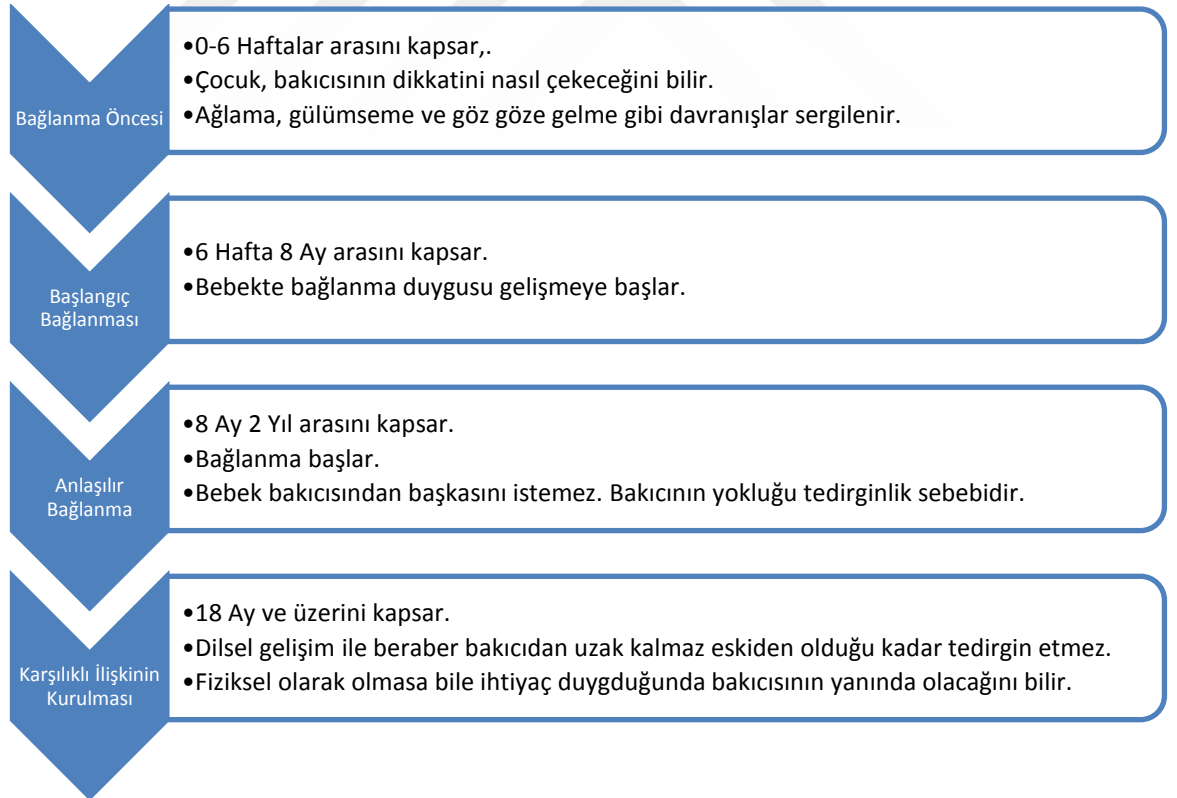 Bağlanma Öncesi
•0-6 Haftalar arasını kapsar,.
•Çocuk, bakıcısının dikkatini nasıl çekeceğini bilir.
•Ağlama, gülümseme ve göz göze gelme gibi davranışlar sergilenir.
Başlangıç
Bağlanması
•6 Hafta 8 Ay arasını kapsar.
•Bebekte bağlanma duygusu gelişmeye başlar.
Anlaşılır
Bağlanma
•8 Ay 2 Yıl arasını kapsar.
•Bağlanma başlar.
•Bebek bakıcısından başkasını istemez. Bakıcının yokluğu tedirginlik sebebidir.
Karşılıklı İlişkinin
Kurulması
•18 Ay ve üzerini kapsar.
•Dilsel gelişim ile beraber bakıcıdan uzak kalmaz eskiden olduğu kadar tedirgin etmez.
•Fiziksel olarak olmasa bile ihtiyaç duygduğunda bakıcısının yanında olacağını bilir.